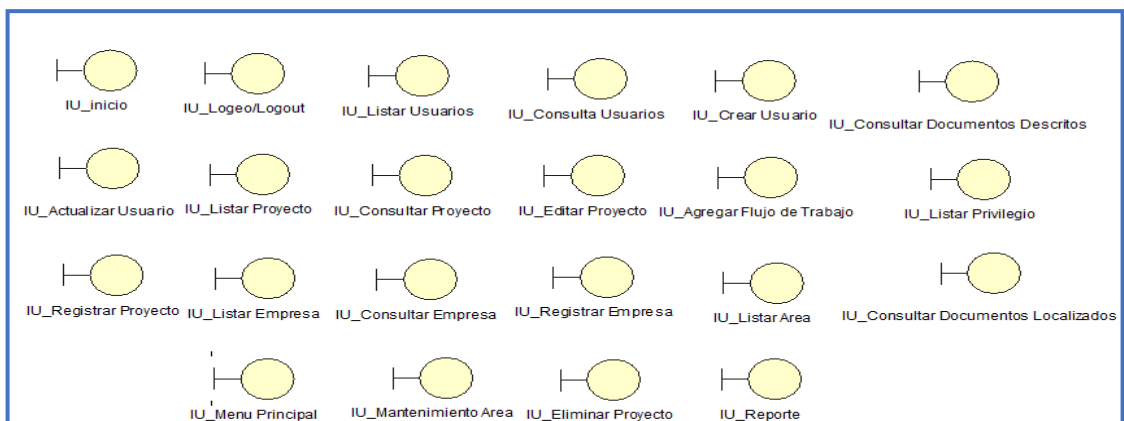 IU_inicio
IU_Logeo/Logout
IU_Listar Usuarios
IU_Consulta Usuarios
IU_Crear Usuario
IU_Consultar Documentos Descritos
IU_Actualizar Usuario
IU_Listar Proyecto
IU_Consultar Proyecto
IU_Editar Proyecto
IU_Agregar Flujo de Trabajo
IU_Listar Privilegio
IU_Registrar Proyecto
IU_Listar Empresa
IU_Consultar Empresa
IU_Registrar Empresa
IU_Listar Area
IU_Consultar Documentos Localizados
IU_Menu Principal
IU_Mantenimiento Area
IU_Eliminar Proyecto
IU_Reporte